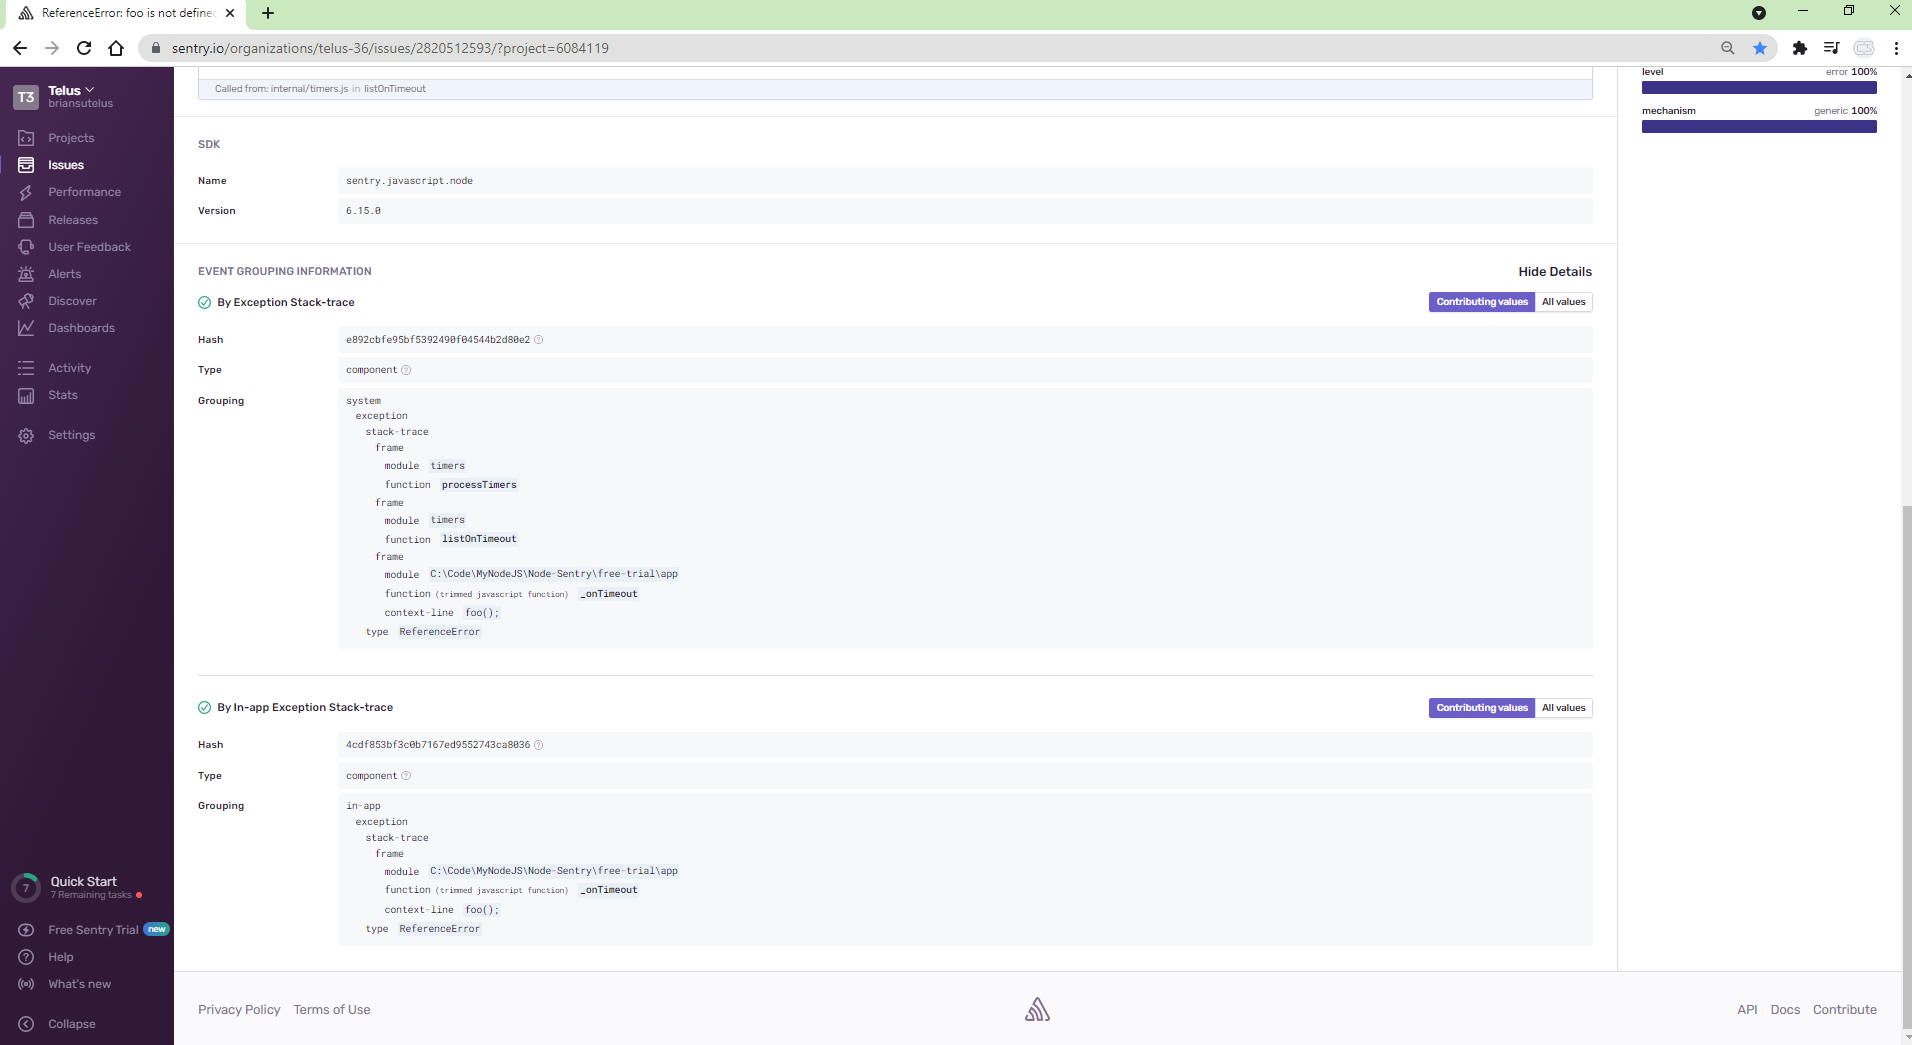 ReferenceError: foo is not define
sentry.io/organizations/telus-36/issues/2820512593/?project=6084119
T3
Telus
briansutelus
Projects
Issues
Performance
Releases
User Feedback
Alerts
Discover
Dashboards
Activity
Stats
Settings
7
Quick Start
7 Remaining tasks
Free Sentry Trial new
Help
What's new
Collapse
Called from: internal/timers.js in listOnTimeout
SDK
Name sentry.javascript.node
Version 6.15.0
EVENT GROUPING INFORMATION Hide Details
By Exception Stack-trace Contributing values All values
Hash e892cbfe95bf5392490f04544b2d80e2
Type component
Grouping system
exception
stack-trace
frame
module timers
function processTimers
frame
module timers
function listOnTimeout
frame
module C:\Code\MyNodeJS\Node-Sentry\free-trial\app
function (trimmed javascript function) _onTimeout
context-line foo();
type ReferenceError
By In-app Exception Stack-trace Contributing values All values
Hash 4cdf853bf3c0b7167ed9552743ca8036
Type component
Grouping in-app
exception
stack-trace
frame
module C:\Code\MyNodeJS\Node-Sentry\free-trial\app
function (trimmed javascript function) _onTimeout
context-line foo();
type ReferenceError
level error 100%
mechanism generic 100%
Privacy Policy Terms of Use API Docs Contribute